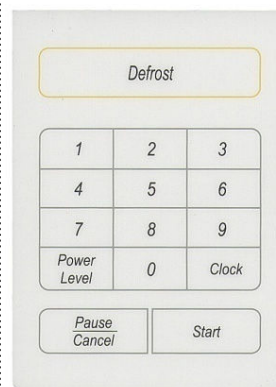 Defrost
1 2 3
4 5 6
7 8 9
Power
Level 0 Clock
Pause
Cancel Start